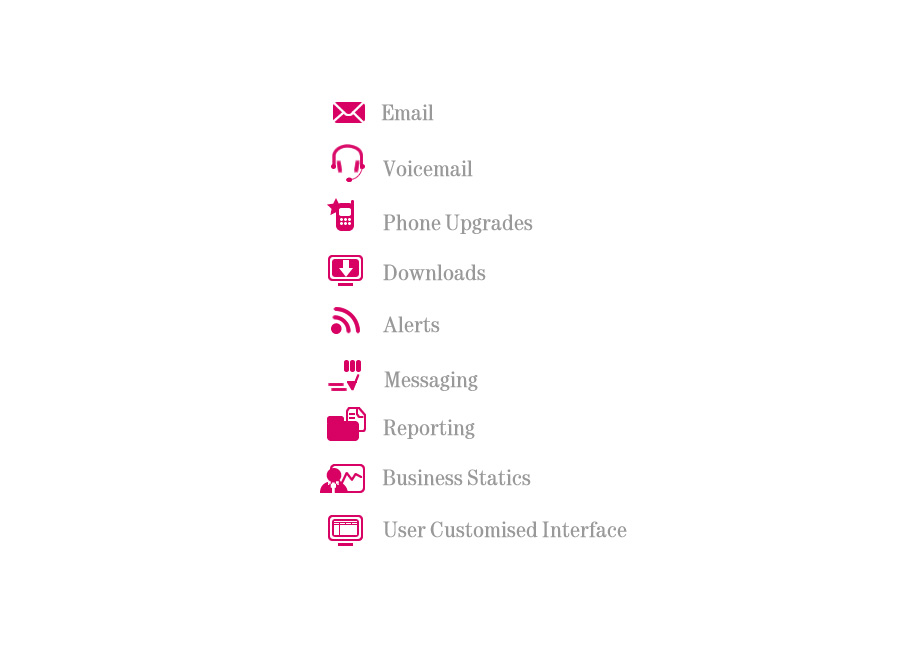 Email
Voicemail
Phone Upgrades
Downloads
Alerts
Messaging
Reporting
Business Statics
User Customised Interface